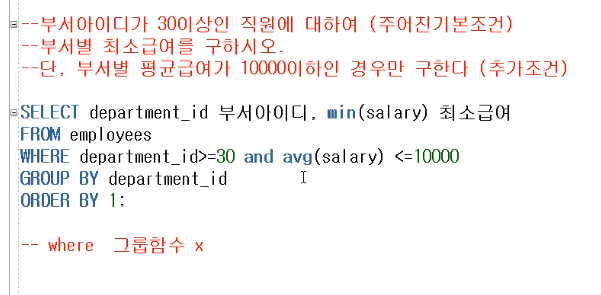 --부서아이디가 30이상인 직원에 대하여 (주어진기본조건)
--부서별 최소급여를 구하시오.
--단, 부서별 평균급여가 10000이하인 경우만 구한다 (추가조건)
SELECT department_id 부서아이디, min(salary) 최소급여
FROM employees
WHERE department_id>=30 and avg(salary) <=10000
GROUP BY department_id
ORDER BY 1;
-- where 그룹함수 x